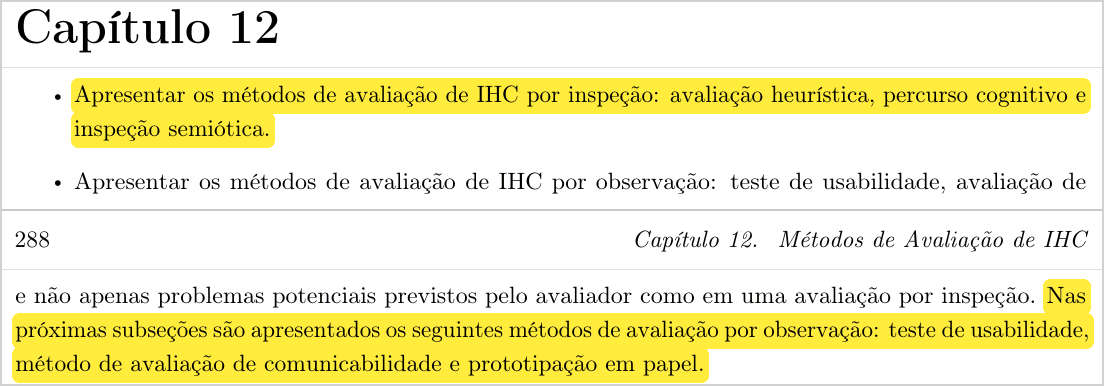 Capítulo 12
• Apresentar os métodos de avaliação de IHC por inspeção: avaliação heurística, percurso cognitivo e
inspeção semiótica.
• Apresentar os métodos de avaliação de IHC por observação: teste de usabilidade, avaliação de
288 Capítulo 12. Métodos de Avaliação de IHC
e não apenas problemas potenciais previstos pelo avaliador como em uma avaliação por inspeção. Nas
próximas subseções são apresentados os seguintes métodos de avaliação por observação: teste de usabilidade,
método de avaliação de comunicabilidade e prototipação em papel.